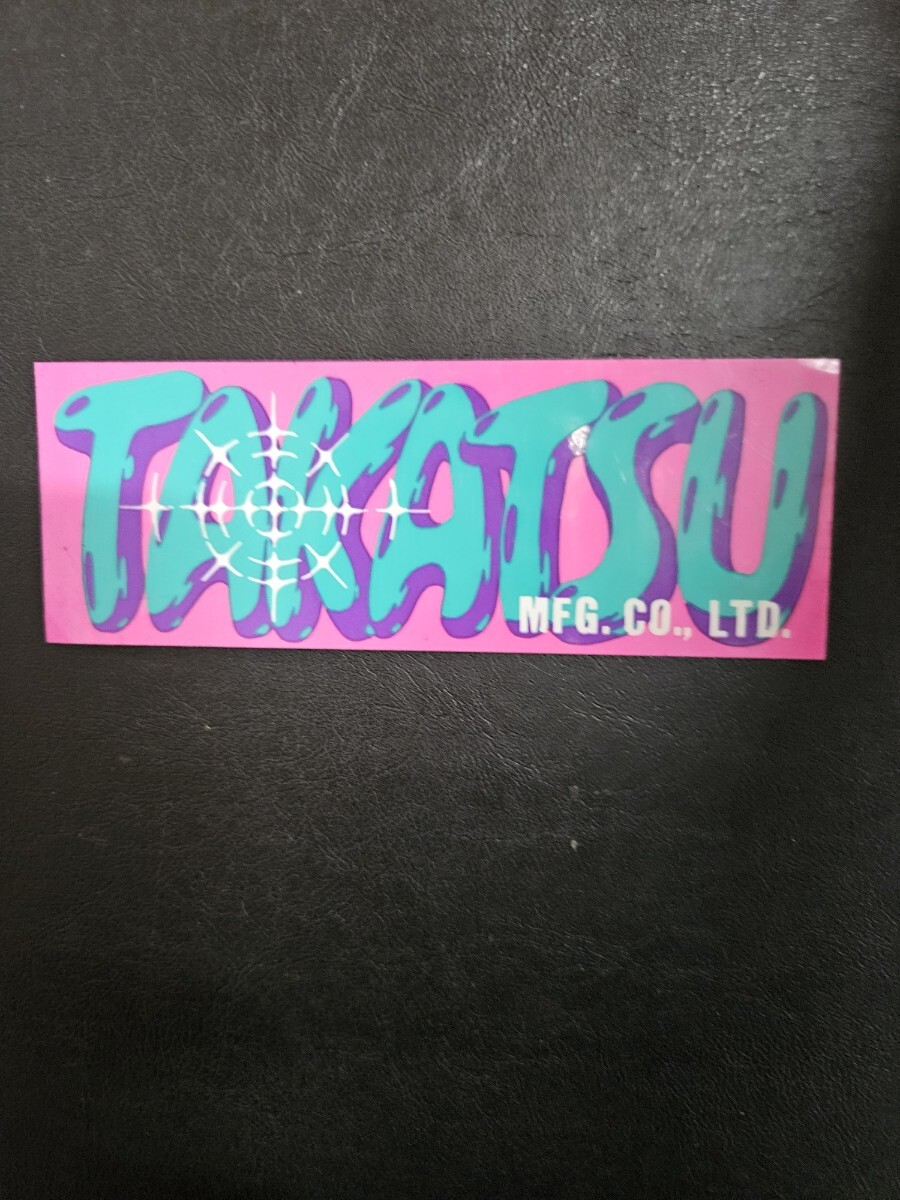 TAKATSU
MFG. CO., LTD.